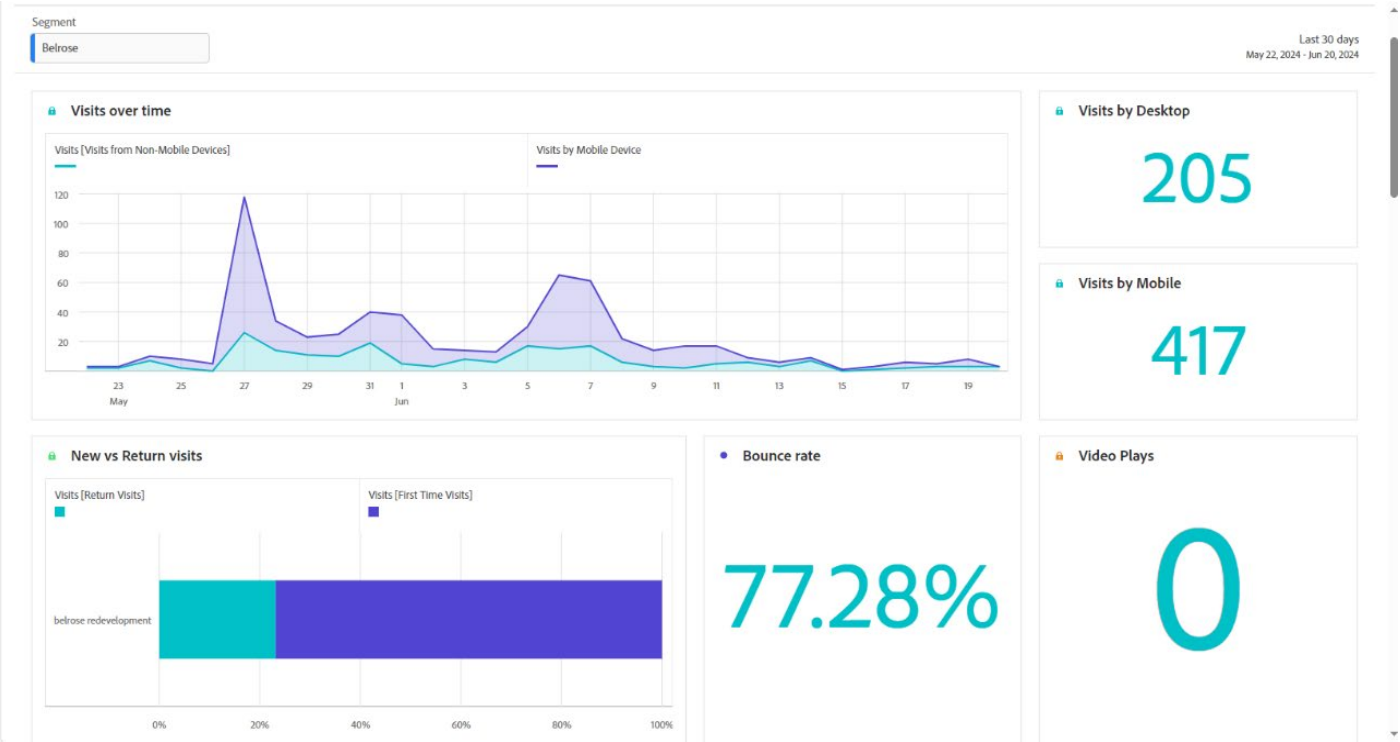 Segment
Belrose
Last 30 days
May 22, 2024 - Jun 20, 2024
Visits over time
Visits [Visits from Non-Mobile Devices]
Visits by Mobile Device
120
100
80
60
40
20
23 25 27 29 31 1 3 5 7 9 11 13 15 17 19
May Jun
Visits by Desktop
205
Visits by Mobile
417
New vs Return visits
Visits [Return Visits]
Visits [First Time Visits]
belrose redevelopment
0% 20% 40% 60% 80% 100%
Bounce rate
77.28%
Video Plays
0